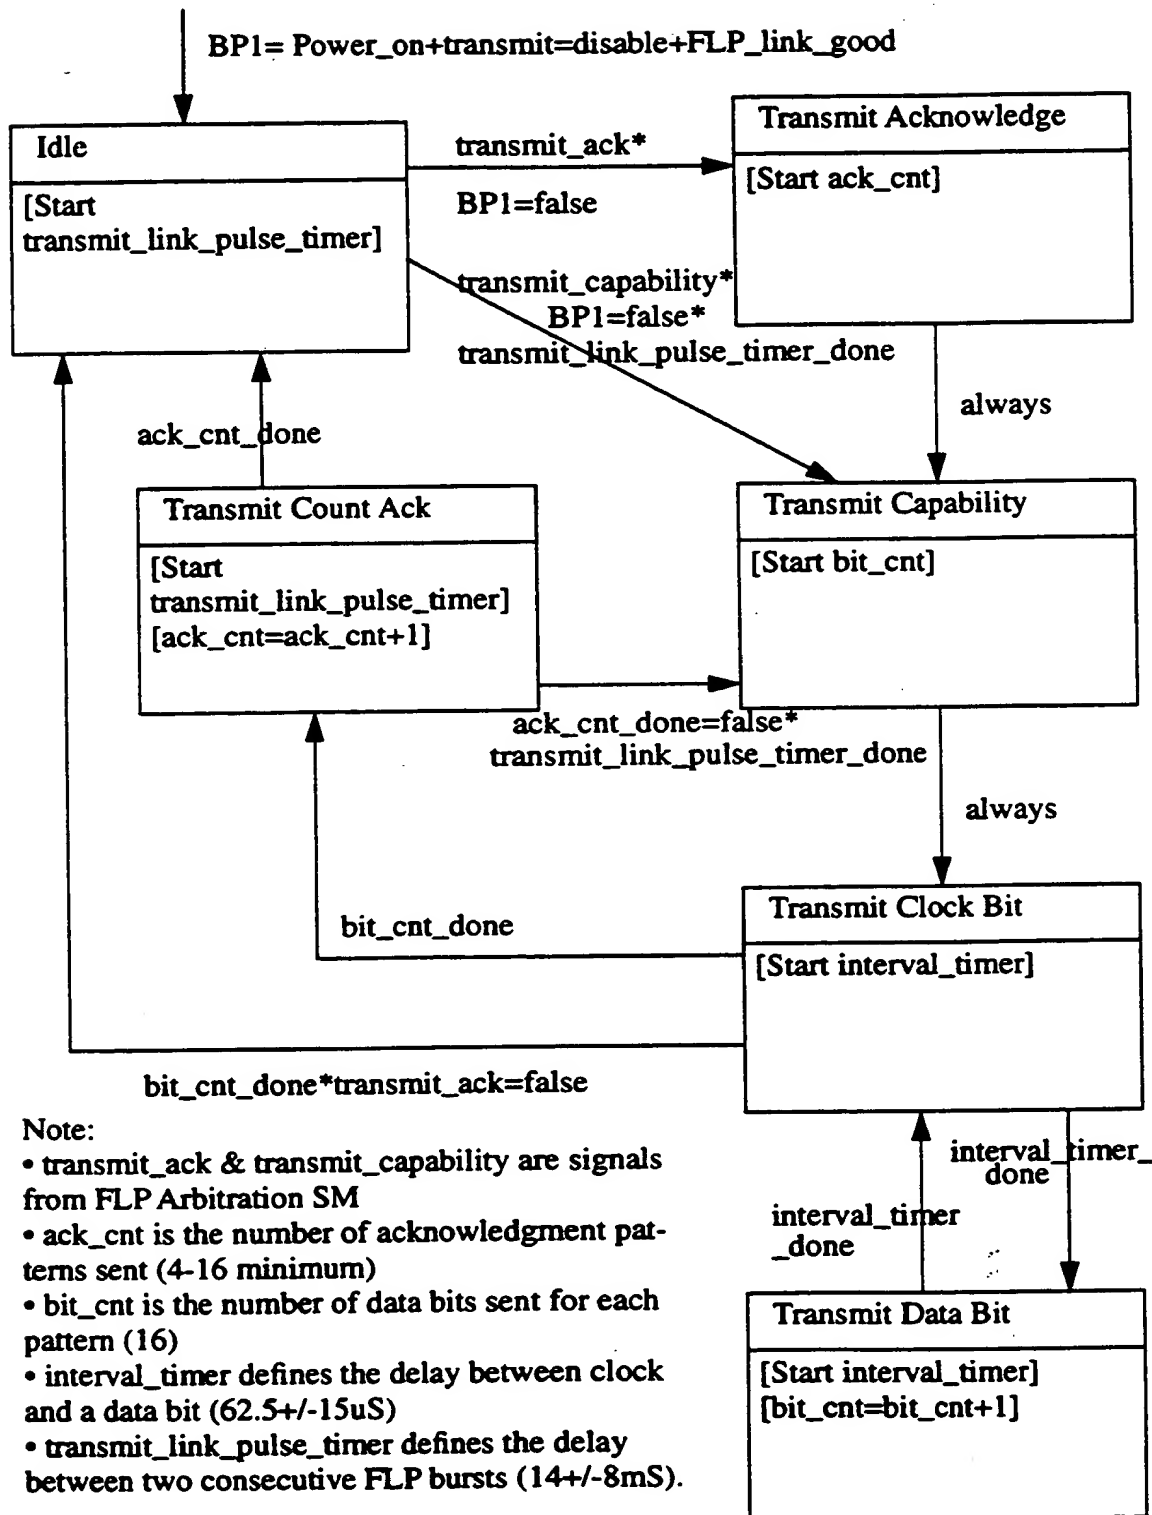 BP1= Power_on+transmit=disable+FLP_link_good
Idle
[Start
transmit_link_pulse_timer]
transmit_ack*
BP1=false
Transmit Acknowledge
[Start ack_cnt]
transmit_capability*
BP1=false*
transmit_link_pulse_timer_done
always
ack_cnt_done
Transmit Count Ack
[Start
transmit_link_pulse_timer]
[ack_cnt=ack_cnt+1]
Transmit Capability
[Start bit_cnt]
ack_cnt_done=false*
transmit_link_pulse_timer_done
always
Transmit Clock Bit
[Start interval_timer]
bit_cnt_done
bit_cnt_done*transmit_ack=false
interval_timer_
done
interval_timer
_done
Transmit Data Bit
[Start interval_timer]
[bit_cnt=bit_cnt+1]
Note:
• transmit_ack & transmit_capability are signals
from FLP Arbitration SM
• ack_cnt is the number of acknowledgment pat-
terns sent (4-16 minimum)
• bit_cnt is the number of data bits sent for each
pattern (16)
• interval_timer defines the delay between clock
and a data bit (62.5+/-15uS)
• transmit_link_pulse_timer defines the delay
between two consecutive FLP bursts (14+/-8mS).